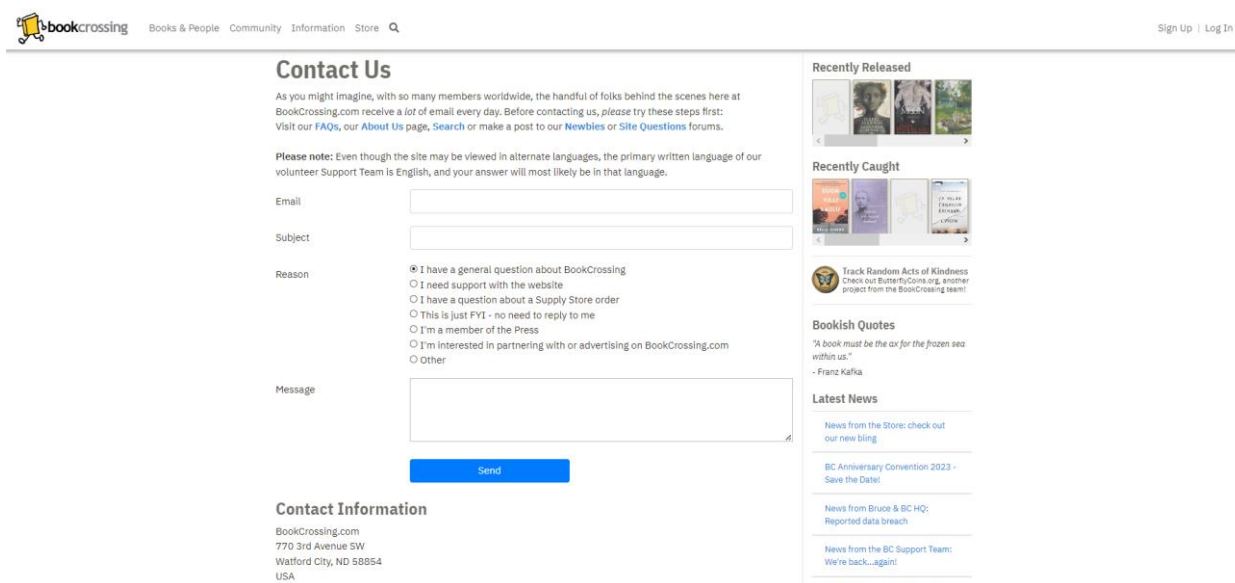 bookcrossing
Books & People Community Information Store
Sign Up | Log In
Contact Us
As you might imagine, with so many members worldwide, the handful of folks behind the scenes here at
BookCrossing.com receive a lot of email every day. Before contacting us, please try these steps first:
Visit our FAQs, our About Us page, Search or make a post to our Newbies or Site Questions forums.
Please note: Even though the site may be viewed in alternate languages, the primary written language of our
volunteer Support Team is English, and your answer will most likely be in that language.
Email
Subject
Reason
I have a general question about BookCrossing
I need support with the website
I have a question about a Supply Store order
This is just FYI - no need to reply to me
I'm a member of the Press
I'm interested in partnering with or advertising on BookCrossing.com
Other
Message
Send
Contact Information
BookCrossing.com
770 3rd Avenue SW
Watford City, ND 58854
USA
Recently Released
Recently Caught
Track Random Acts of Kindness
Check out ButterflyCoins.org, another
project from the BookCrossing team!
Bookish Quotes
"A book must be the ax for the frozen sea
within us."
- Franz Kafka
Latest News
News from the Store: check out
our new bling
BC Anniversary Convention 2023 -
Save the Date!
News from Bruce & BC HQ:
Reported data breach
News from the BC Support Team:
We're back...again!